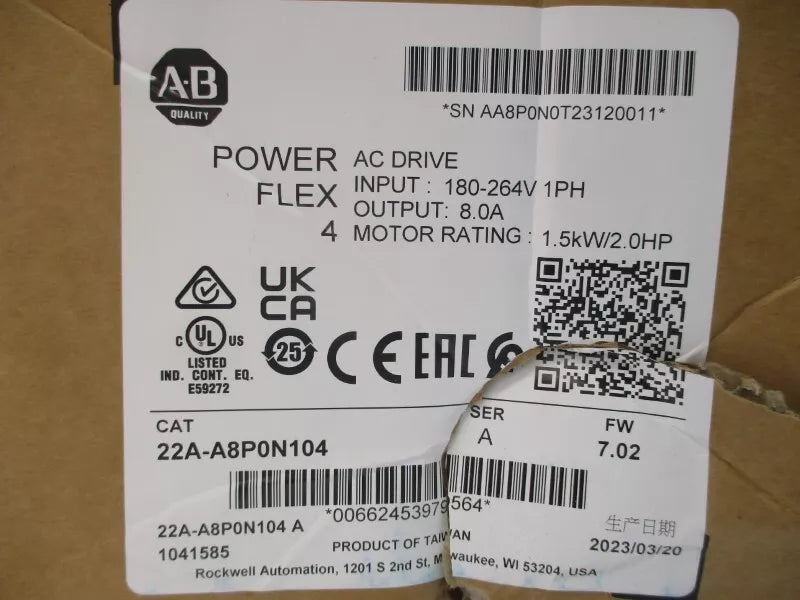 A-B
QUALITY
*SN AA8P0N0T23120011*
POWER
FLEX
4
AC DRIVE
INPUT : 180-264V 1PH
OUTPUT: 8.0A
MOTOR RATING : 1.5kW/2.0HP
UK
CA
C UL US
LISTED
IND. CONT. EQ.
E59272
25
CE EAC
CAT
22A-A8P0N104
SER
A
FW
7.02
*00662453979564*
22A-A8P0N104 A
1041585
PRODUCT OF TAIWAN
生产日期
2023/03/20
Rockwell Automation, 1201 S 2nd St, Milwaukee, WI 53204, USA